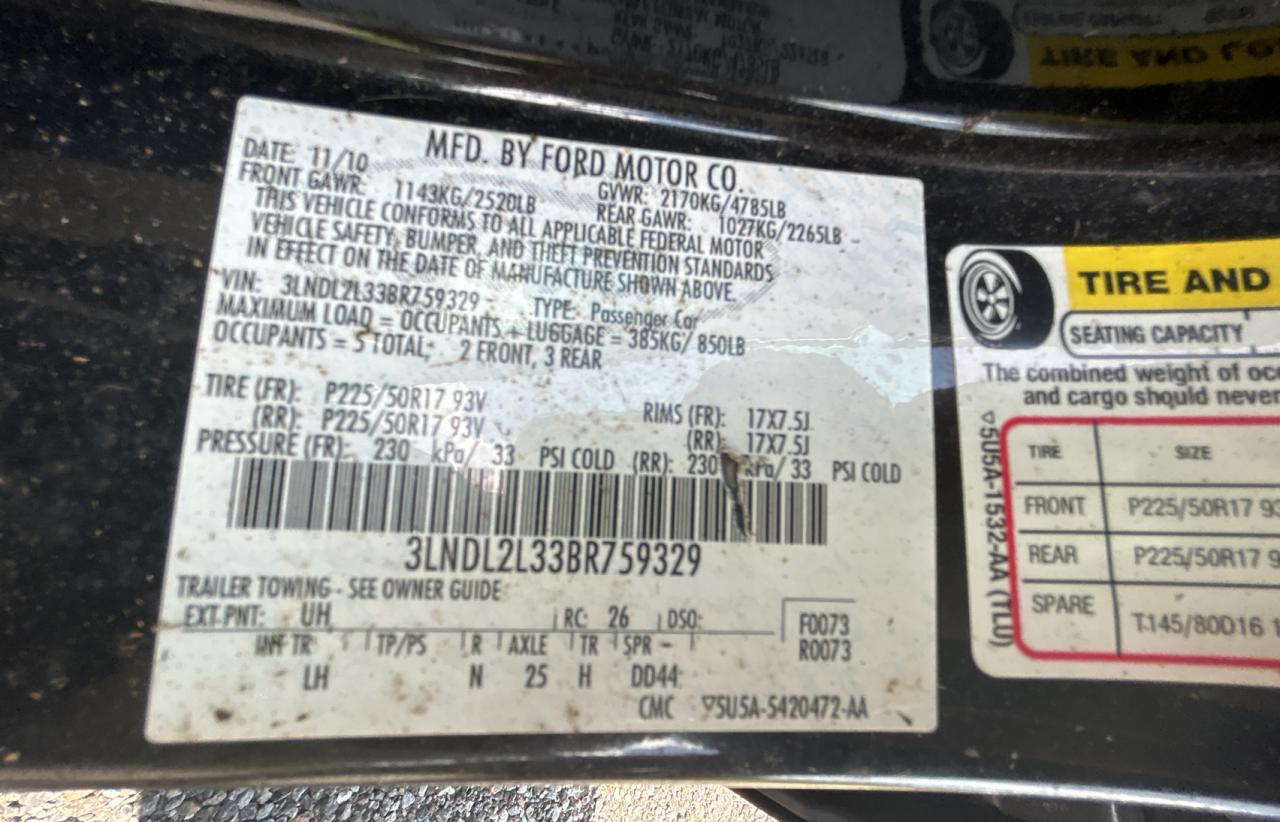 MFD. BY FORD MOTOR CO.
DATE: 11/10
GVWR: 2170KG/4785LB
FRONT GAWR: 1143KG/2520LB
REAR GAWR: 1027KG/2265LB
THIS VEHICLE CONFORMS TO ALL APPLICABLE FEDERAL MOTOR
VEHICLE SAFETY, BUMPER, AND THEFT PREVENTION STANDARDS
IN EFFECT ON THE DATE OF MANUFACTURE SHOWN ABOVE.
VIN: 3LNDL2L33BR759329 TYPE: Passenger Car
MAXIMUM LOAD = OCCUPANTS + LUGGAGE = 385KG/ 850LB
OCCUPANTS = 5 TOTAL; 2 FRONT, 3 REAR
TIRE (FR): P225/50R17 93V RIMS (FR): 17X7.5J
(RR): P225/50R17 93V (RR): 17X7.5J
PRESSURE (FR): 230 kPa/ 33 PSI COLD (RR): 230 kPa/ 33 PSI COLD
3LNDL2L33BR759329
TRAILER TOWING - SEE OWNER GUIDE
EXT PNT: UH RC: 26 DSO: F0073
R0073
INT TR TP/PS R AXLE TR SPR
LH N 25 H DD44
CMC ▽5U5A-5420472-AA
TIRE AND
SEATING CAPACITY
The combined weight of
and cargo should never
▽5U5A-1532-AA (TLU)
TIRE SIZE
FRONT P225/50R17
REAR P225/50R17
SPARE T145/80D16
TIRE AND